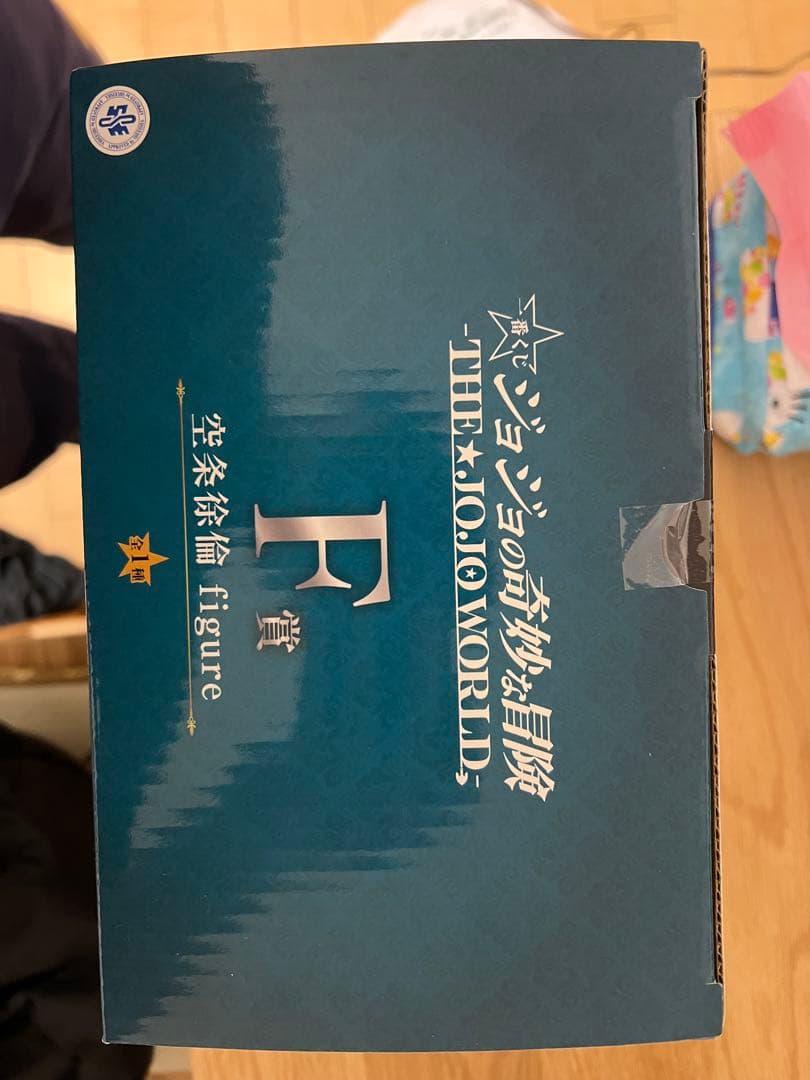 一番くじ
ジョジョの奇妙な冒険
-THE★JOJO WORLD-
F賞
空条徐倫 figure
全1種